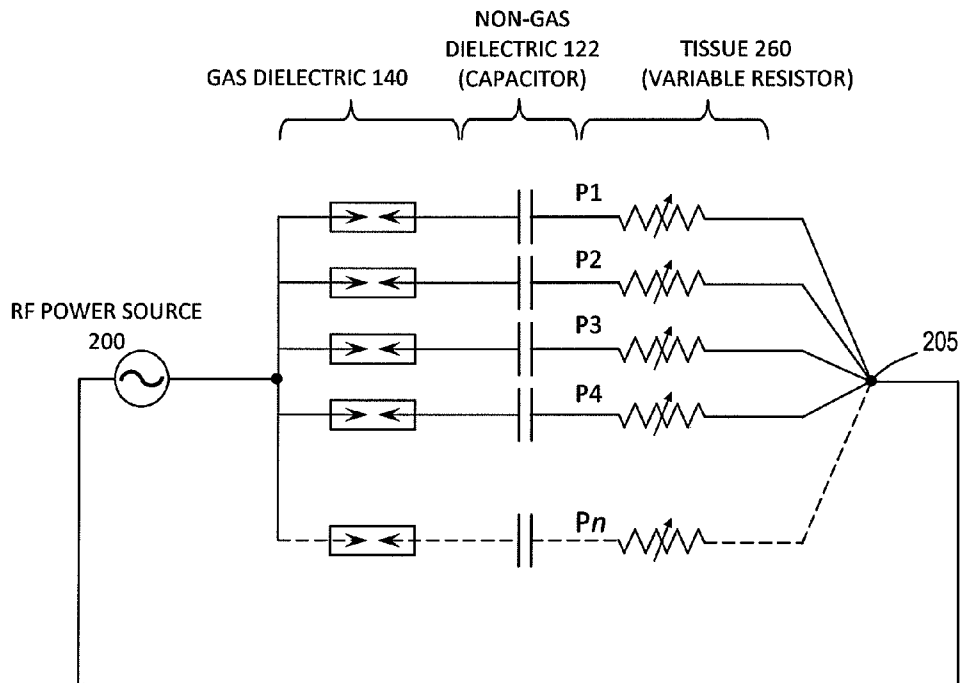 NON-GAS
DIELECTRIC 122
(CAPACITOR)
TISSUE 260
(VARIABLE RESISTOR)
GAS DIELECTRIC 140
P1
P2
P3
P4
Pn
RF POWER SOURCE
200
205